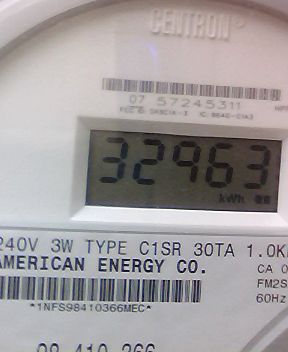 CENTRON
07 57245311
32963
kWh
240V 3W TYPE C1SR 30TA 1.0K
AMERICAN ENERGY CO.
CA 0
FM2S
60Hz
*1NFS98410366MEC*